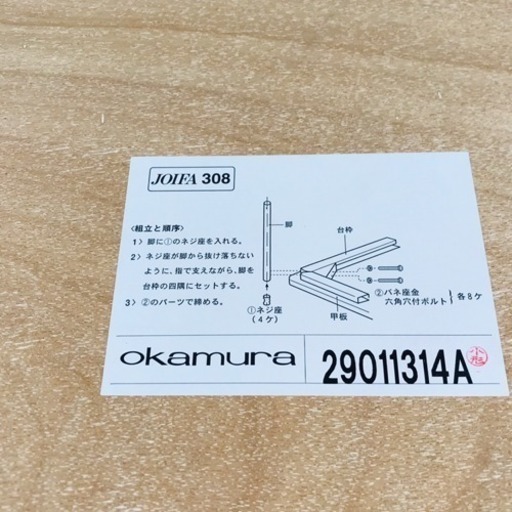 JOIFA 308
〈組立と順序〉
1〉 脚に①のネジ座を入れる。
2〉 ネジ座が脚から抜け落ちない
ように、指で支えながら、脚を
台枠の四隅にセットする。
3〉 ②のパーツで締める。
脚
台枠
①ネジ座
(4ケ)
甲板
②バネ座金
六角穴付ボルト
各8ケ
okamura
29011314A